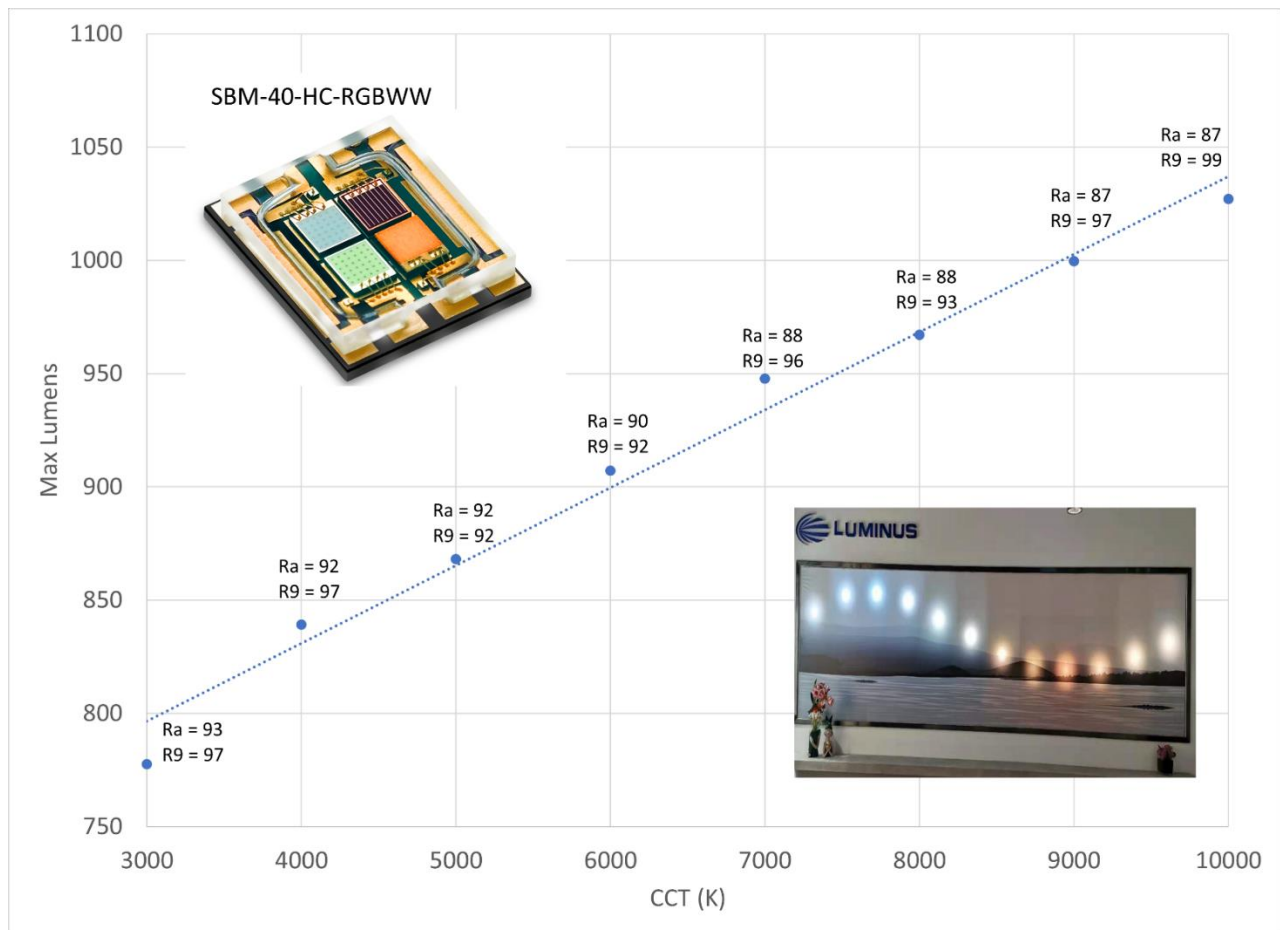 1100
1050
1000
950
900
850
800
750
Max Lumens
SBM-40-HC-RGBWW
Ra = 93
R9 = 97
Ra = 92
R9 = 97
Ra = 92
R9 = 92
Ra = 90
R9 = 92
Ra = 88
R9 = 96
Ra = 88
R9 = 93
Ra = 87
R9 = 97
Ra = 87
R9 = 99
LUMINUS
3000 4000 5000 6000 7000 8000 9000 10000
CCT (K)